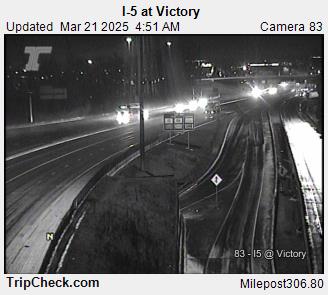 I-5 at Victory
Updated Mar 21 2025 4:51 AM Camera 83
T
N
83 - I5 @ Victory
TripCheck.com Milepost306.80